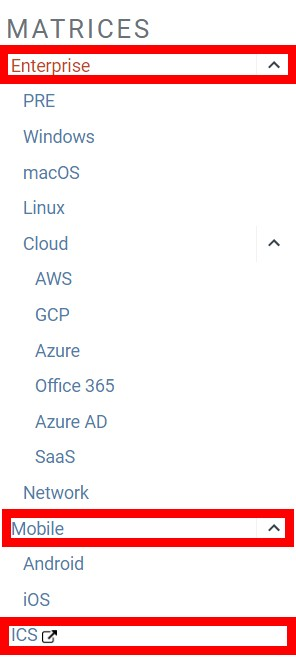 MATRICES
Enterprise
PRE
Windows
macOS
Linux
Cloud
AWS
GCP
Azure
Office 365
Azure AD
SaaS
Network
Mobile
Android
iOS
ICS